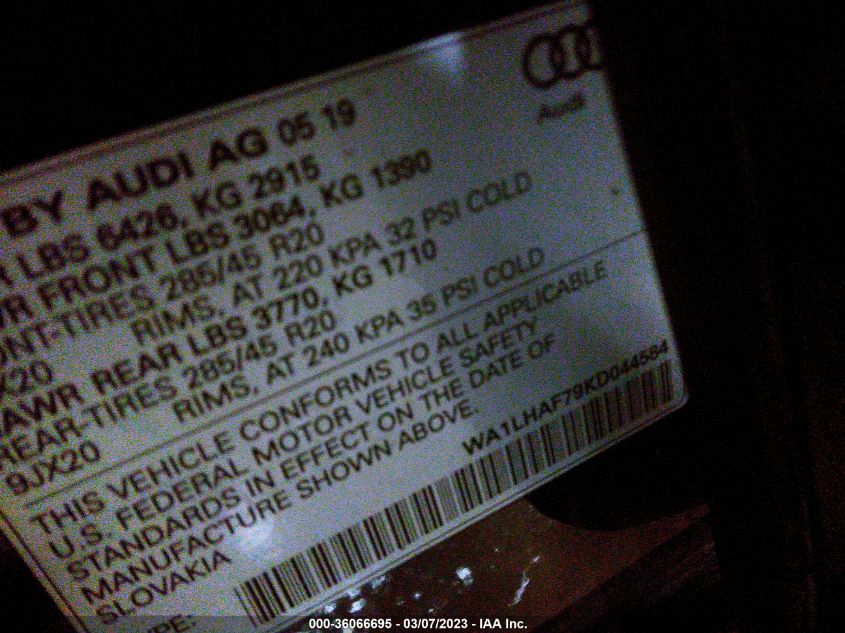 Audi
BY AUDI AG 05 19
LBS 6426, KG 2915
FRONT LBS 3064, KG 1390
TIRES 285/45 R20
RIMS, AT 220 KPA 32 PSI COLD
REAR LBS 3770, KG 1710
REAR-TIRES 285/45 R20
9JX20 RIMS, AT 240 KPA 35 PSI COLD
THIS VEHICLE CONFORMS TO ALL APPLICABLE
U.S. FEDERAL MOTOR VEHICLE SAFETY
STANDARDS IN EFFECT ON THE DATE OF
MANUFACTURE SHOWN ABOVE.
WA1LHAF79KD044584
SLOVAKIA
000-36066695 - 03/07/2023 - IAA Inc.